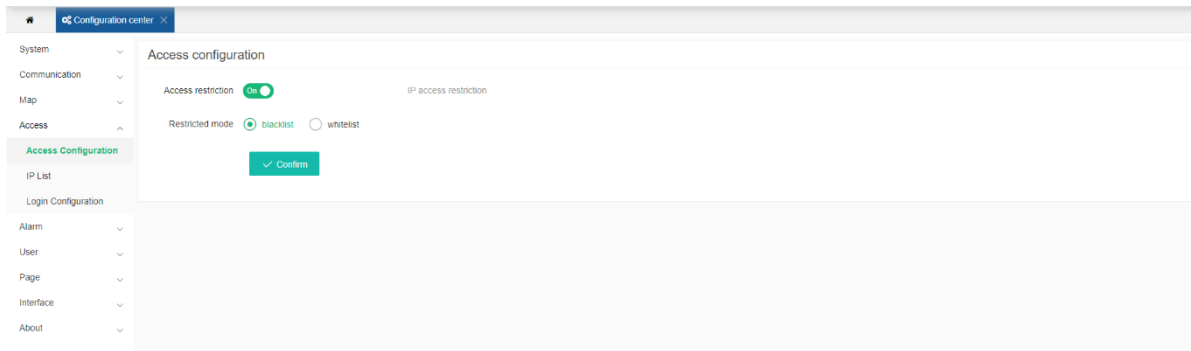 Configuration center
System
Communication
Map
Access
Access Configuration
IP List
Login Configuration
Alarm
User
Page
Interface
About
Access configuration
Access restriction On IP access restriction
Restricted mode blacklist whitelist
Confirm